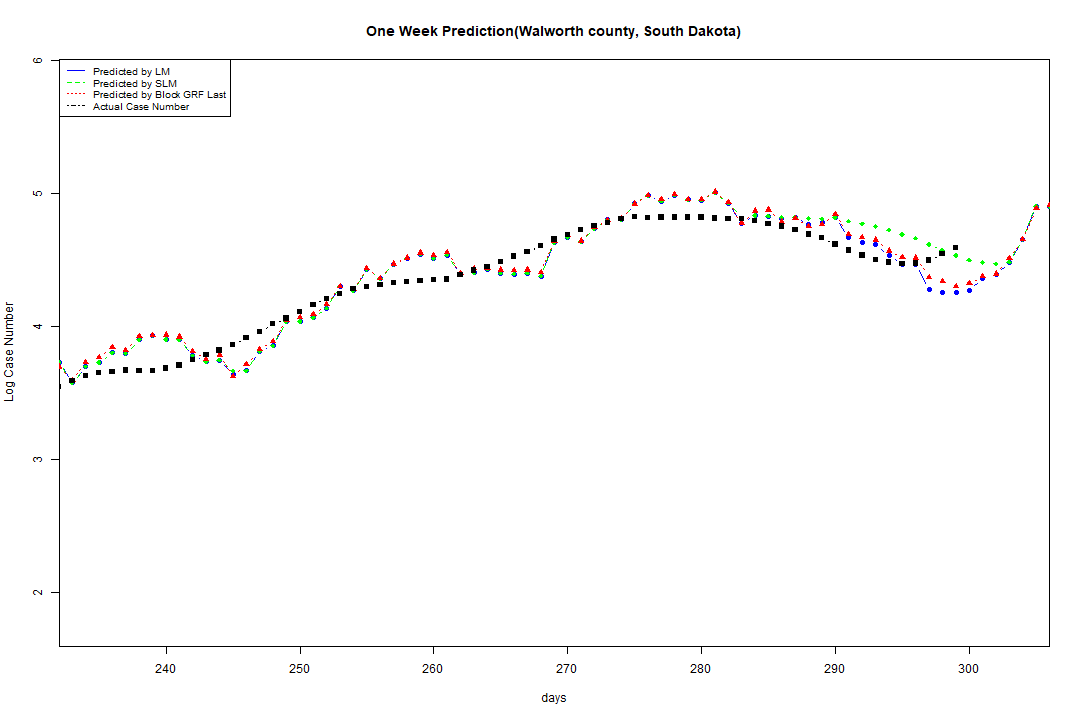 One Week Prediction(Walworth county, South Dakota)
Predicted by LM
Predicted by SLM
Predicted by Block GRF Last
Actual Case Number
6
5
4
3
2
Log Case Number
240 250 260 270 280 290 300
days